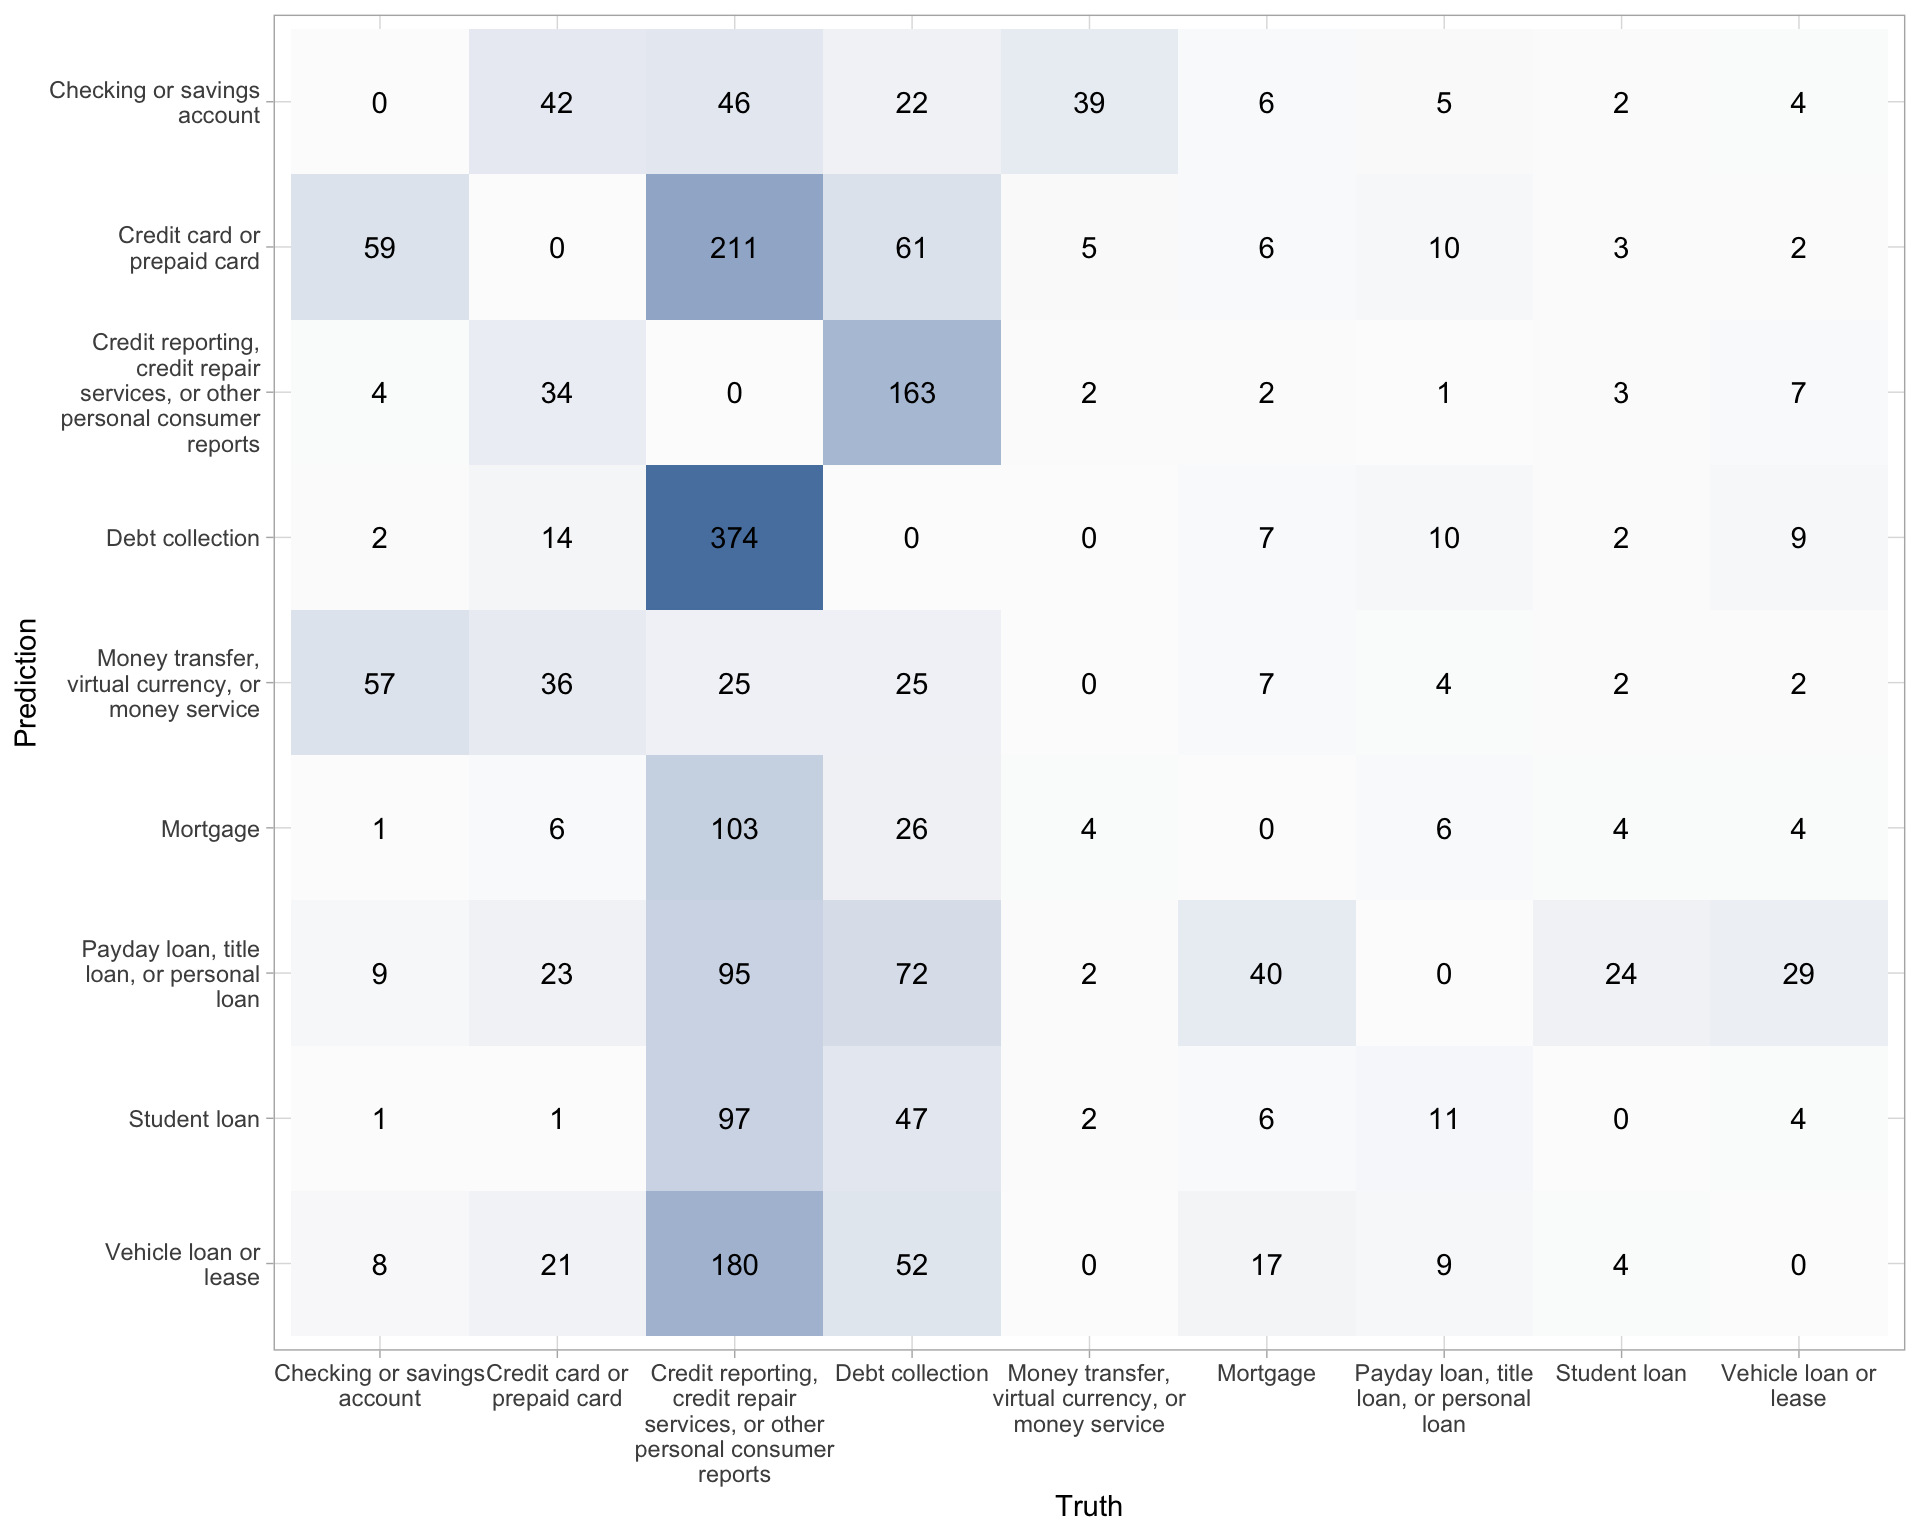 Checking or savings
account
0 42 46 22 39 6 5 2 4
Credit card or
prepaid card
59 0 211 61 5 6 10 3 2
Credit reporting,
credit repair
services, or other
personal consumer
reports
4 34 0 163 2 2 1 3 7
Debt collection
2 14 374 0 0 7 10 2 9
Prediction
Money transfer,
virtual currency, or
money service
57 36 25 25 0 7 4 2 2
Mortgage
1 6 103 26 4 0 6 4 4
Payday loan, title
loan, or personal
loan
9 23 95 72 2 40 0 24 29
Student loan
1 1 97 47 2 6 11 0 4
Vehicle loan or
lease
8 21 180 52 0 17 9 4 0
Checking or savings
account
Credit card or
prepaid card
Credit reporting,
credit repair
services, or other
personal consumer
reports
Debt collection
Money transfer,
virtual currency, or
money service
Mortgage
Payday loan, title
loan, or personal
loan
Student loan
Vehicle loan or
lease
Truth